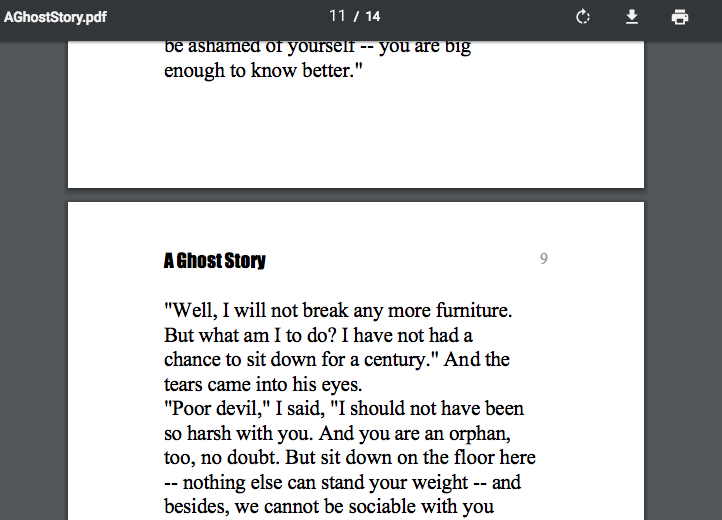 AGhostStory.pdf
11 / 14
be ashamed of yourself -- you are big
enough to know better."
A Ghost Story
9
"Well, I will not break any more furniture.
But what am I to do? I have not had a
chance to sit down for a century." And the
tears came into his eyes.
"Poor devil," I said, "I should not have been
so harsh with you. And you are an orphan,
too, no doubt. But sit down on the floor here
-- nothing else can stand your weight -- and
besides, we cannot be sociable with you